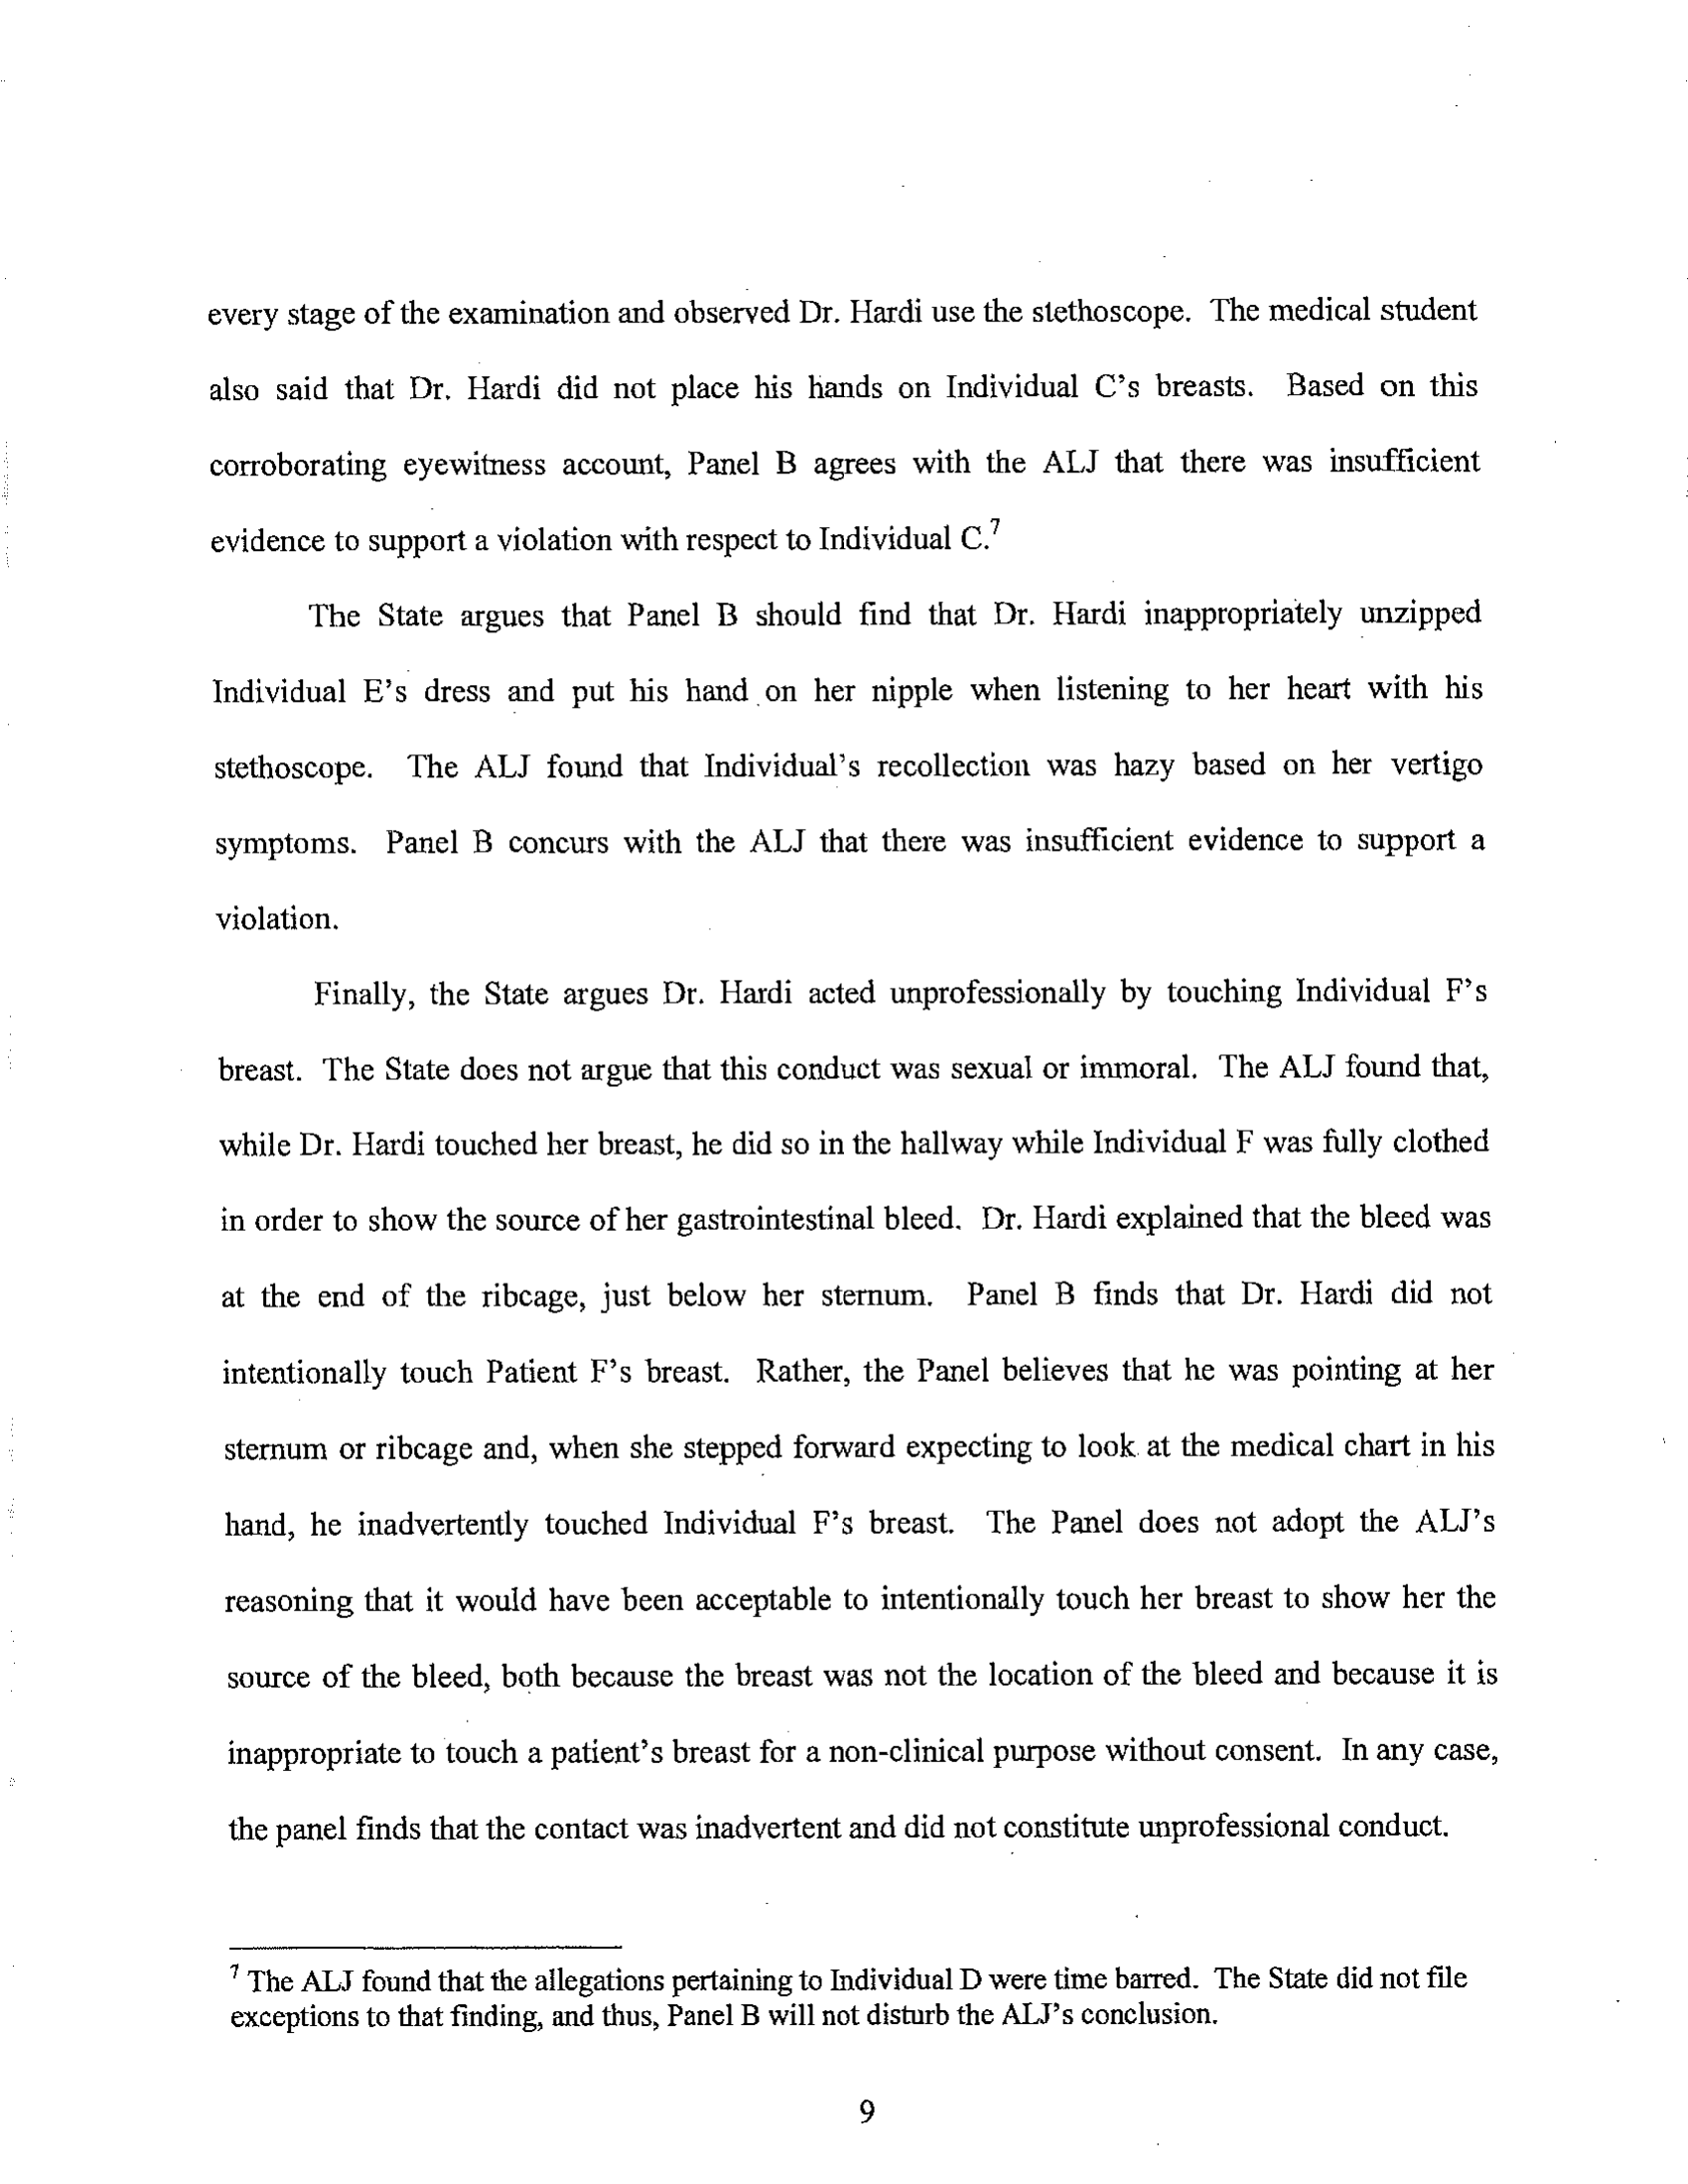 every stage of the examination and observed Dr. Hardi use the stethoscope. The medical student
also said that Dr. Hardi did not place his hands on Individual C's breasts. Based on this
corroborating eyewitness account, Panel B agrees with the ALJ that there was insufficient
evidence to support a violation with respect to Individual C.7
The State argues that Panel B should find that Dr. Hardi inappropriately unzipped
Individual E's dress and put his hand on her nipple when listening to her heart with his
stethoscope. The ALJ found that Individual's recollection was hazy based on her vertigo
symptoms. Panel B concurs with the ALJ that there was insufficient evidence to support a
violation.
Finally, the State argues Dr. Hardi acted unprofessionally by touching Individual F's
breast. The State does not argue that this conduct was sexual or immoral. The ALJ found that,
while Dr. Hardi touched her breast, he did so in the hallway while Individual F was fully clothed
in order to show the source of her gastrointestinal bleed. Dr. Hardi explained that the bleed was
at the end of the ribcage, just below her sternum. Panel B finds that Dr. Hardi did not
intentionally touch Patient F's breast. Rather, the Panel believes that he was pointing at her
sternum or ribcage and, when she stepped forward expecting to look at the medical chart in his
hand, he inadvertently touched Individual F's breast. The Panel does not adopt the ALJ's
reasoning that it would have been acceptable to intentionally touch her breast to show her the
source of the bleed, both because the breast was not the location of the bleed and because it is
inappropriate to touch a patient's breast for a non-clinical purpose without consent. In any case,
the panel finds that the contact was inadvertent and did not constitute unprofessional conduct.
7 The ALJ found that the allegations pertaining to Individual D were time barred. The State did not file
exceptions to that finding, and thus, Panel B will not disturb the ALJ's conclusion.
9